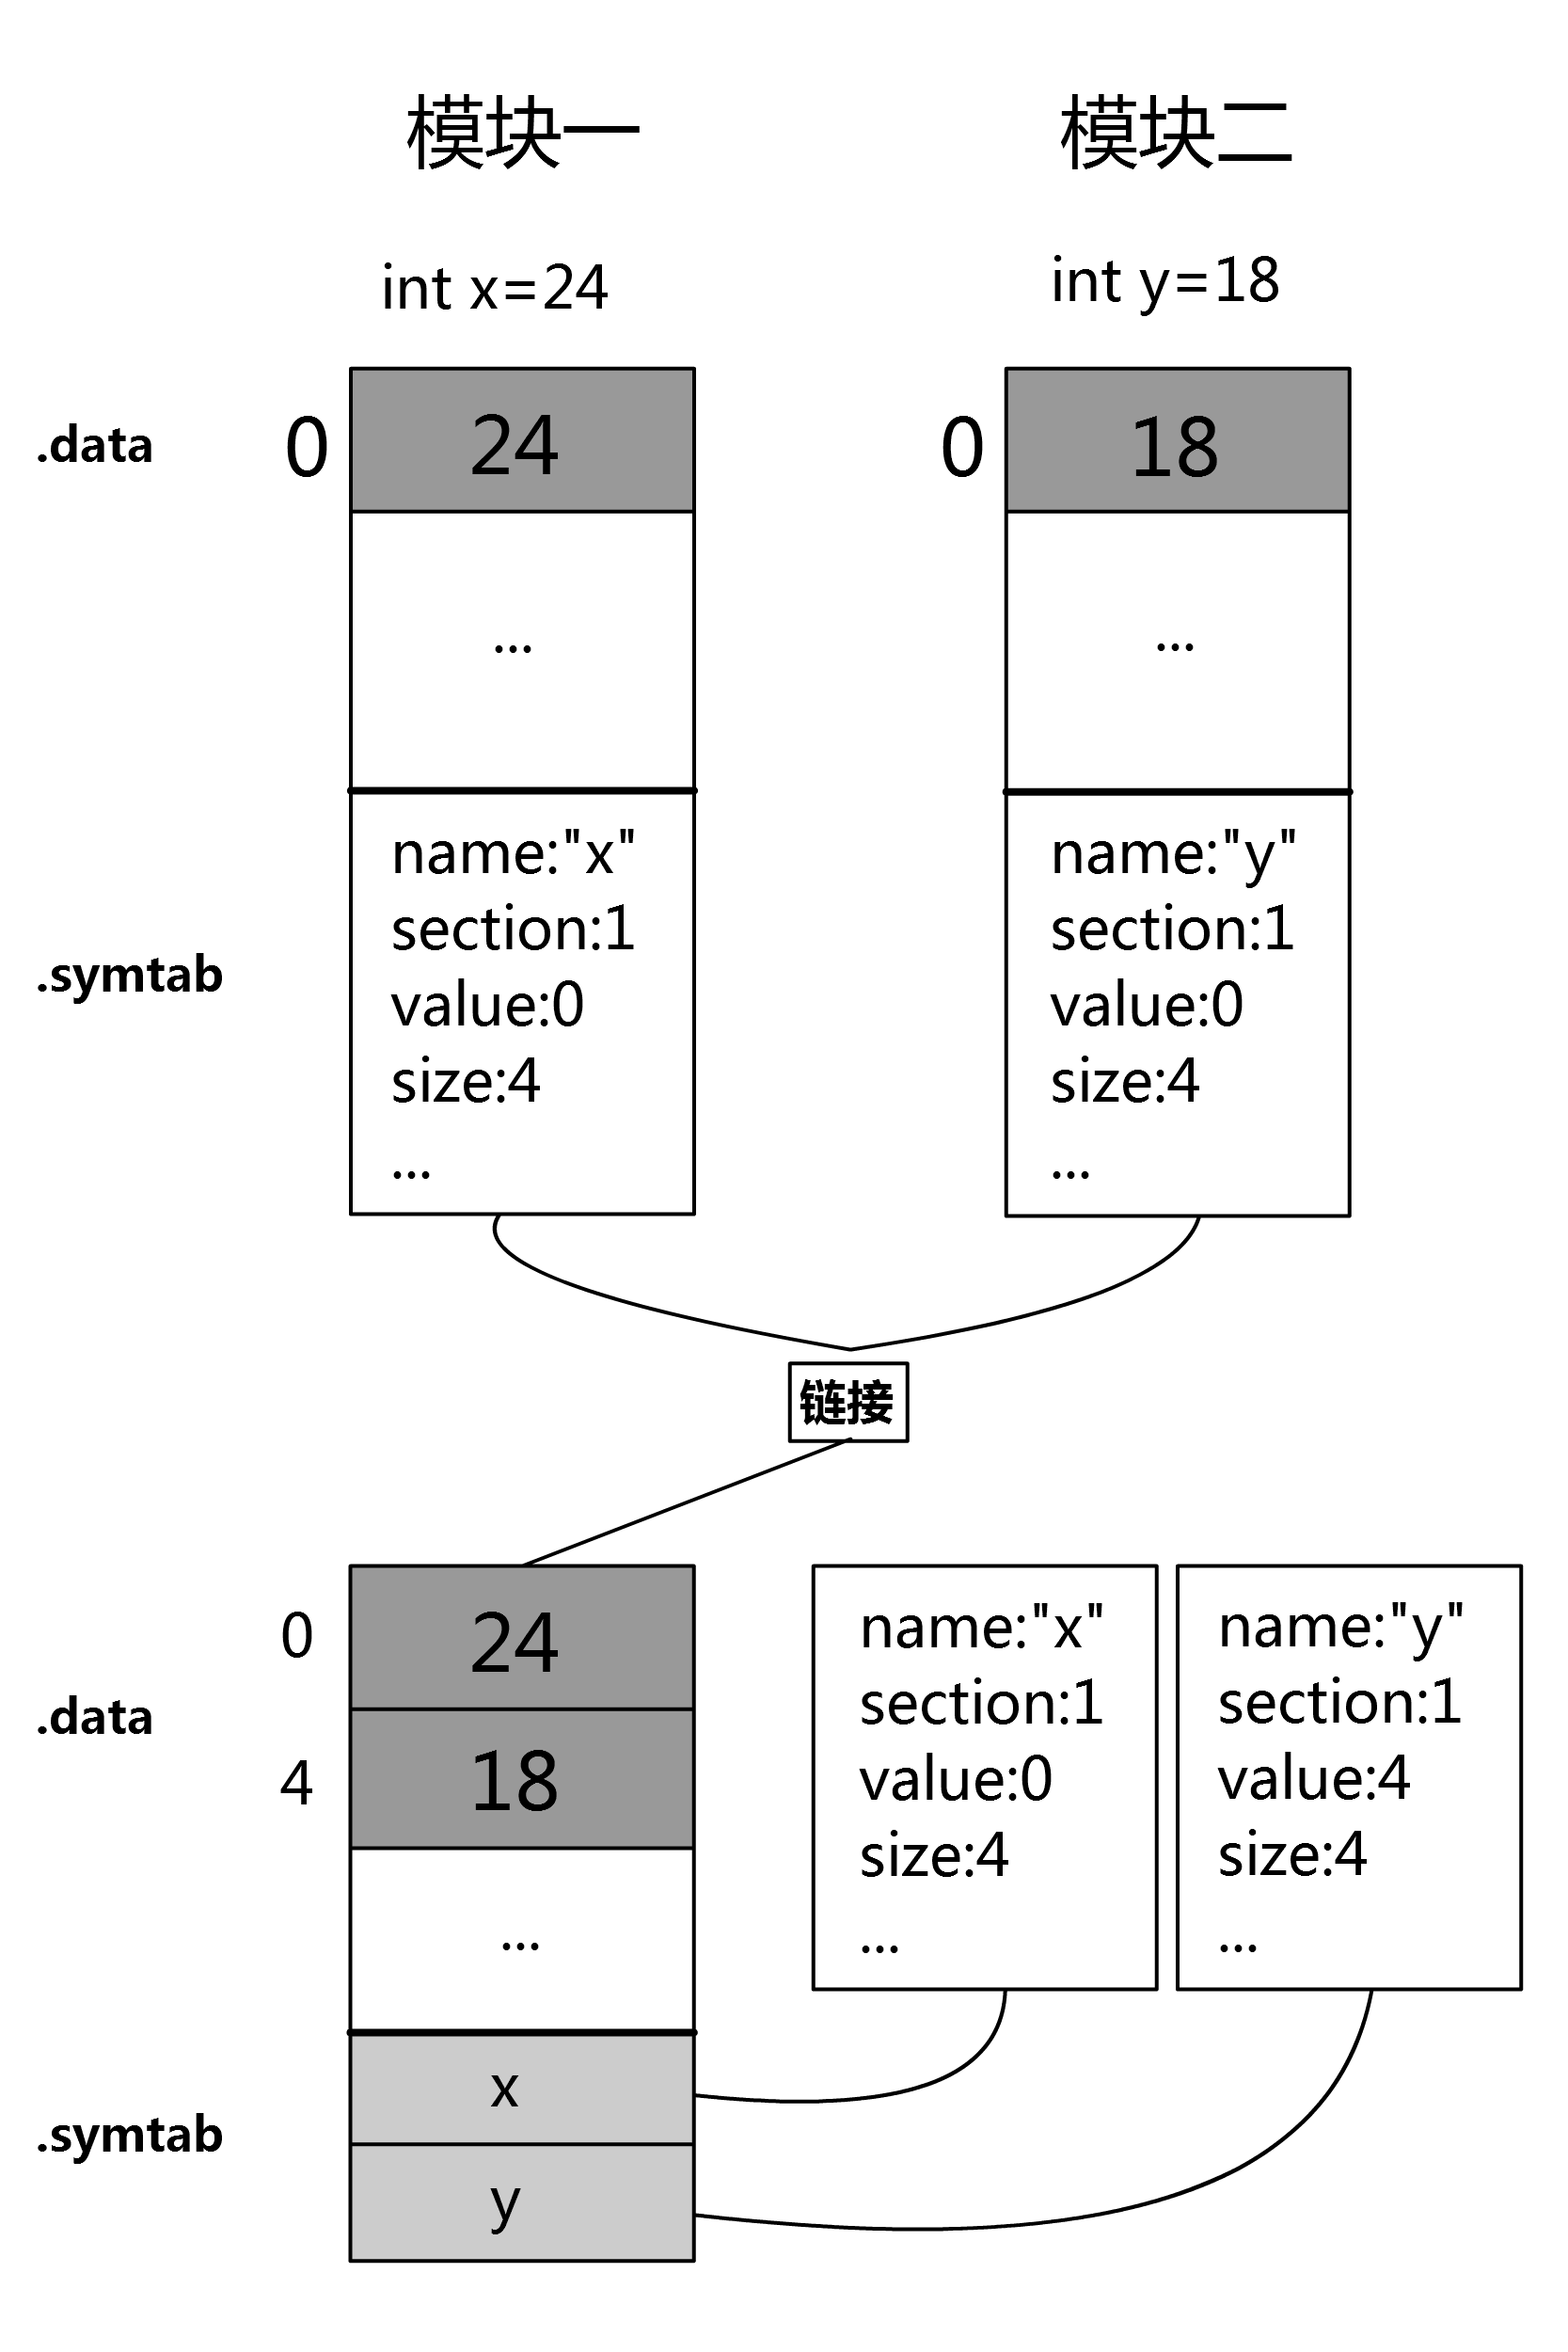 模块一
模块二
int x=24
int y=18
.data
0
24
0
18
...
...
.symtab
name:"x"
section:1
value:0
size:4
...
name:"y"
section:1
value:0
size:4
...
链接
.data
0
24
4
18
...
name:"x"
section:1
value:0
size:4
...
name:"y"
section:1
value:4
size:4
...
.symtab
x
y